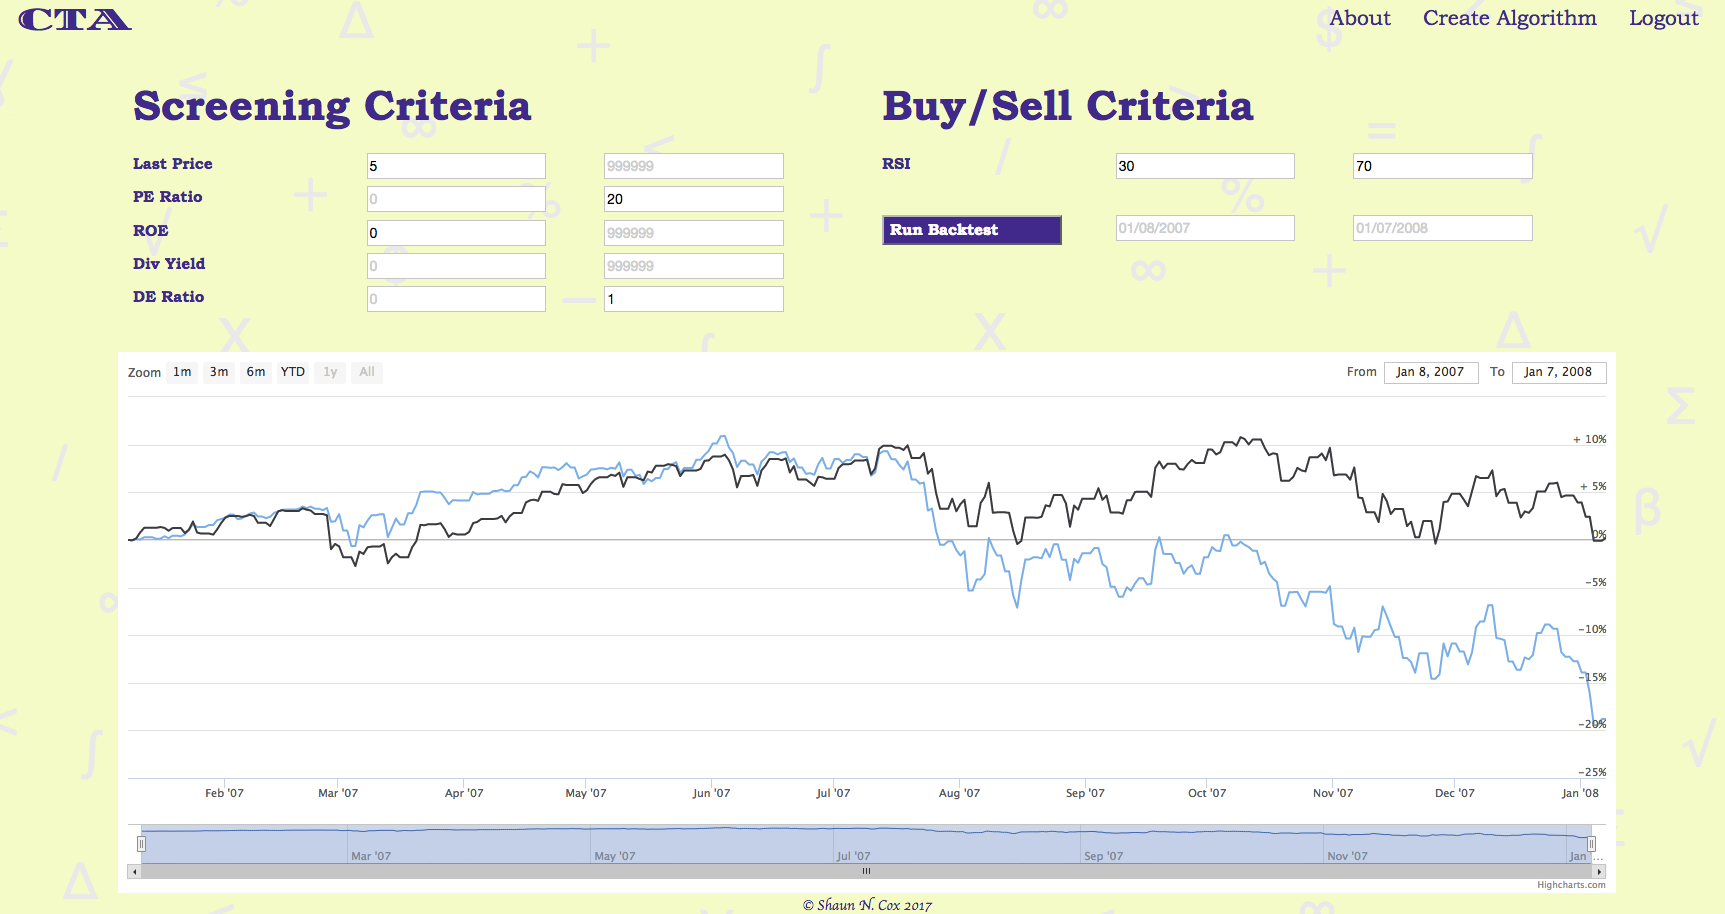 CTA
About Create Algorithm Logout
Screening Criteria
Last Price 5 999999
PE Ratio 0 20
ROE 0 999999
Div Yield 0 999999
DE Ratio 0 1
Buy/Sell Criteria
RSI 30 70
Run Backtest 01/08/2007 01/07/2008
Zoom 1m 3m 6m YTD 1y All
From Jan 8, 2007 To Jan 7, 2008
+ 10%
+ 5%
0%
-5%
-10%
-15%
-20%
-25%
Feb '07 Mar '07 Apr '07 May '07 Jun '07 Jul '07 Aug '07 Sep '07 Oct '07 Nov '07 Dec '07 Jan '08
Mar '07 May '07 Jul '07 Sep '07 Nov '07 Jan ...
Highcharts.com
© Shaun N. Cox 2017